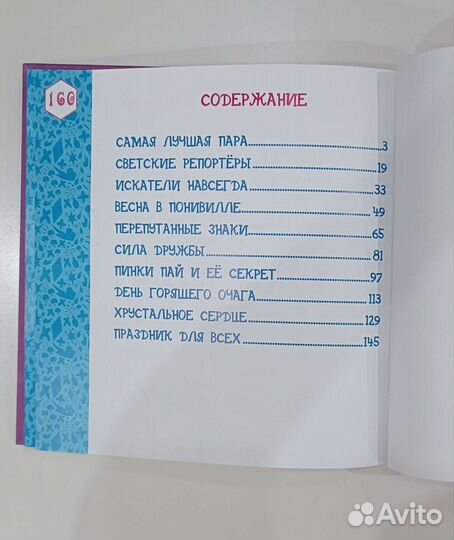 160
СОДЕРЖАНИЕ
САМАЯ ЛУЧШАЯ ПАРА 3
СВЕТСКИЕ РЕПОРТЁРЫ 19
ИСКАТЕЛИ НАВСЕГДА 33
ВЕСНА В ПОНИВИЛЛЕ 49
ПЕРЕПУТАННЫЕ ЗНАКИ 65
СИЛА ДРУЖБЫ 81
ПИНКИ ПАЙ И ЕЁ СЕКРЕТ 97
ДЕНЬ ГОРЯЩЕГО ОЧАГА 113
ХРУСТАЛЬНОЕ СЕРДЦЕ 129
ПРАЗДНИК ДЛЯ ВСЕХ 145
Avito